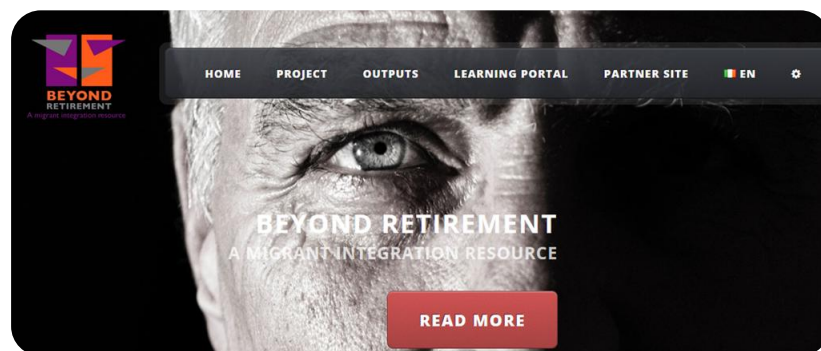 BEYOND
RETIREMENT
A migrant integration resource
HOME PROJECT OUTPUTS LEARNING PORTAL PARTNER SITE EN
BEYOND RETIREMENT
A MIGRANT INTEGRATION RESOURCE
READ MORE